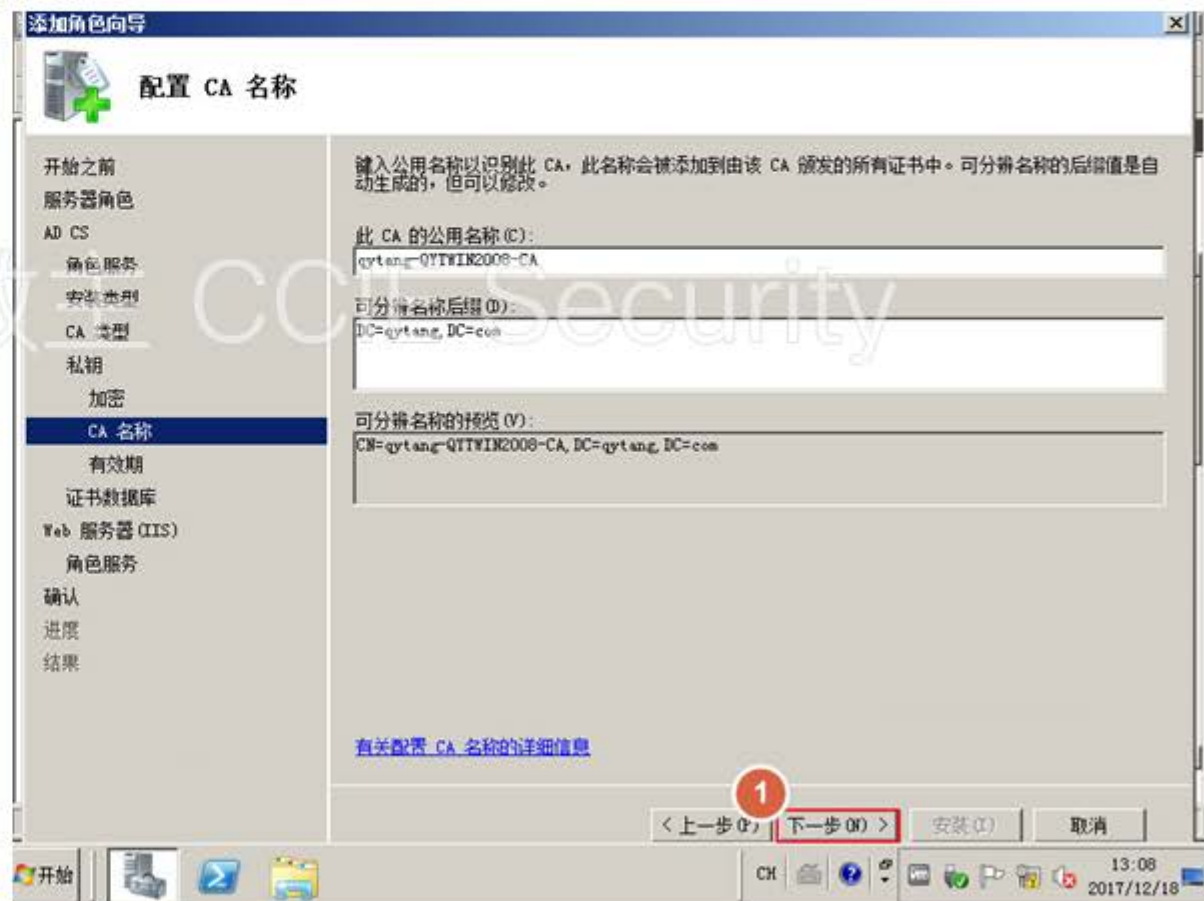 添加角色向导
配置 CA 名称
开始之前
服务器角色
AD CS
角色服务
安装类型
CA 类型
私钥
加密
CA 名称
有效期
证书数据库
Web 服务器(IIS)
角色服务
确认
进度
结果
键入公用名称以识别此 CA，此名称会被添加到由该 CA 颁发的所有证书中。可分辨名称的后缀值是自
动生成的，但可以修改。
此 CA 的公用名称(C):
qytang-QYTWIN2008-CA
可分辨名称后缀(D):
DC=qytang,DC=com
可分辨名称的预览(V):
CN=qytang-QYTWIN2008-CA,DC=qytang,DC=com
有关配置 CA 名称的详细信息
1
< 上一步(P)
下一步(N) >
安装(I)
取消
CCIE Security
开始
CH
13:08
2017/12/18